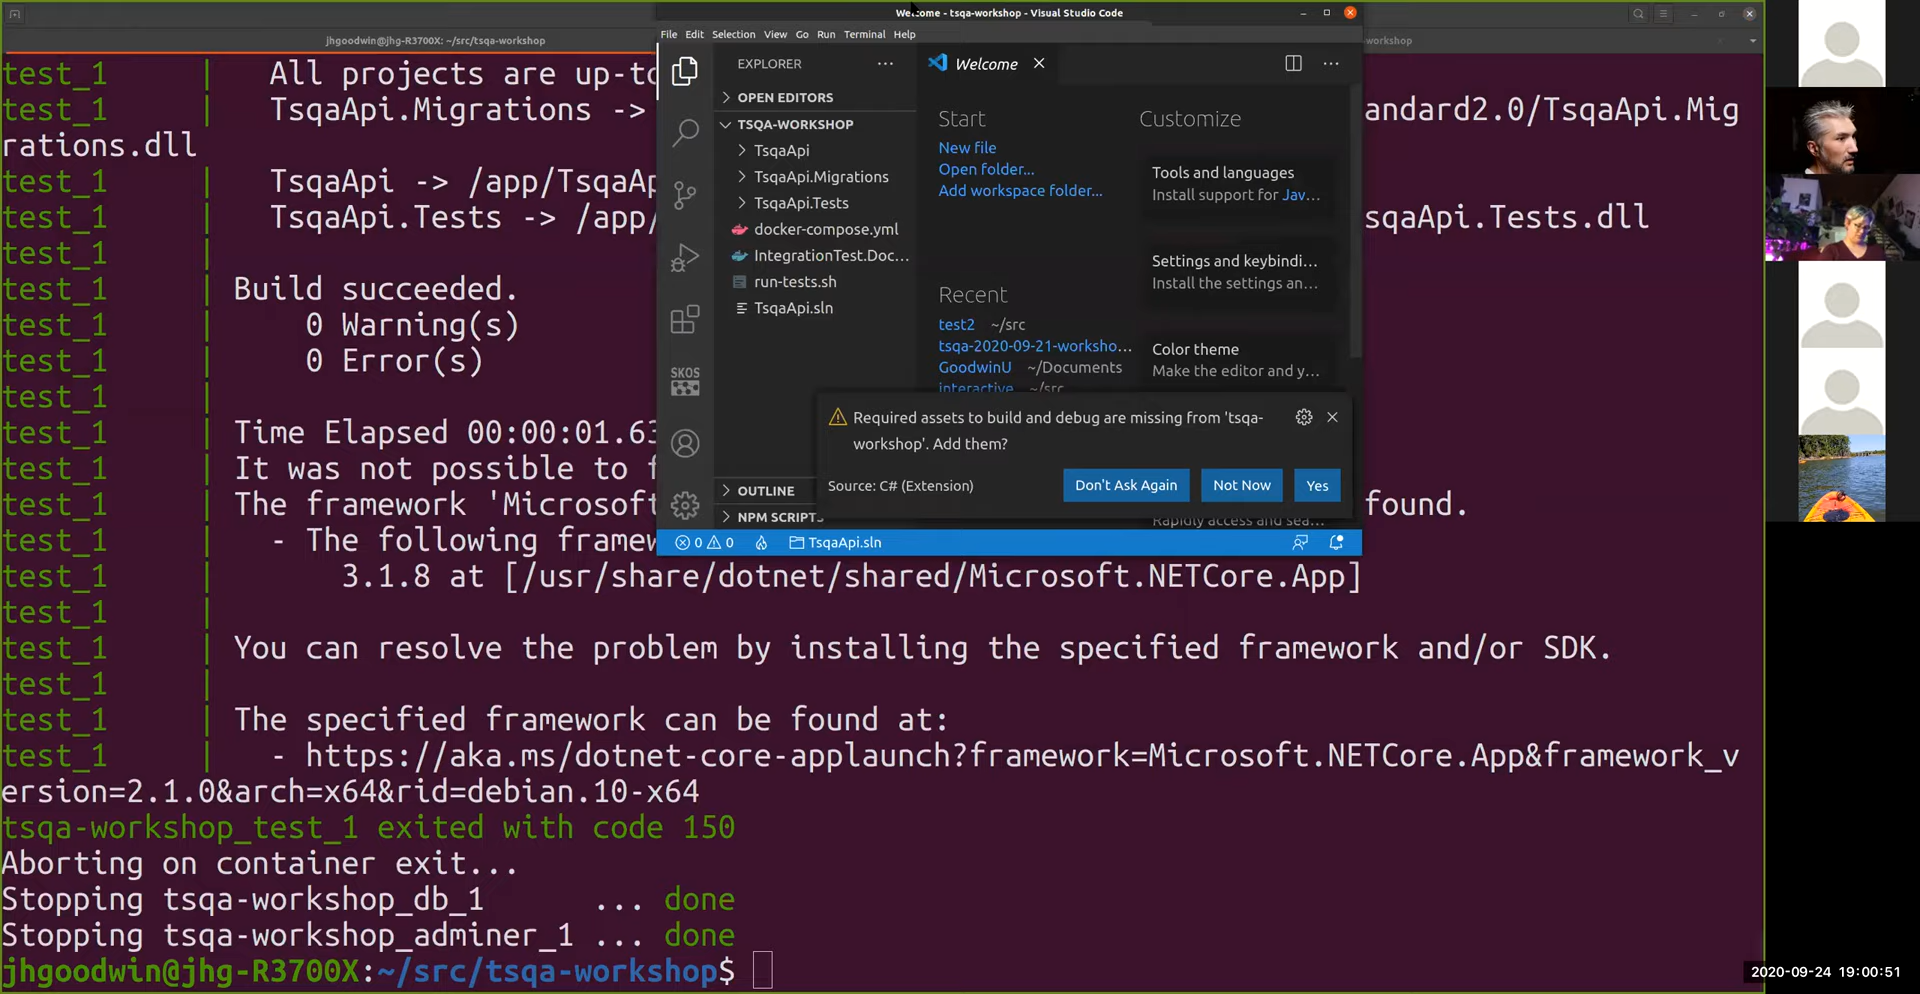 Welcome - tsqa-workshop - Visual Studio Code
jhgoodwin@jhg-R3700X: ~/src/tsqa-workshop
workshop
File Edit Selection View Go Run Terminal Help
EXPLORER
OPEN EDITORS
TSQA-WORKSHOP
TsqaApi
TsqaApi.Migrations
TsqaApi.Tests
docker-compose.yml
IntegrationTest.Doc...
run-tests.sh
TsqaApi.sln
OUTLINE
NPM SCRIPTS
SKOS
Welcome
Start
New file
Open folder...
Add workspace folder...
Recent
test2 ~/src
tsqa-2020-09-21-worksho...
GoodwinU ~/Documents
interactive ~/src
Customize
Tools and languages
Install support for Jav...
Settings and keybindi...
Install the settings an...
Color theme
Make the editor and y...
Rapidly access and sea...
Required assets to build and debug are missing from 'tsqa-
workshop'. Add them?
Source: C# (Extension)
Don't Ask Again
Not Now
Yes
0 0 TsqaApi.sln
test_1 | All projects are up-to
test_1 | TsqaApi.Migrations -> andard2.0/TsqaApi.Mig
rations.dll
test_1 | TsqaApi -> /app/TsqaAp
test_1 | TsqaApi.Tests -> /app/ sqaApi.Tests.dll
test_1 |
test_1 | Build succeeded.
test_1 | 0 Warning(s)
test_1 | 0 Error(s)
test_1 |
test_1 | Time Elapsed 00:00:01.63
test_1 | It was not possible to f
test_1 | The framework 'Microsoft found.
test_1 | - The following framew
test_1 | 3.1.8 at [/usr/share/dotnet/shared/Microsoft.NETCore.App]
test_1 |
test_1 | You can resolve the problem by installing the specified framework and/or SDK.
test_1 |
test_1 | The specified framework can be found at:
test_1 | - https://aka.ms/dotnet-core-applaunch?framework=Microsoft.NETCore.App&framework_v
ersion=2.1.0&arch=x64&rid=debian.10-x64
tsqa-workshop_test_1 exited with code 150
Aborting on container exit...
Stopping tsqa-workshop_db_1 ... done
Stopping tsqa-workshop_adminer_1 ... done
jhgoodwin@jhg-R3700X:~/src/tsqa-workshop$
2020-09-24 19:00:51